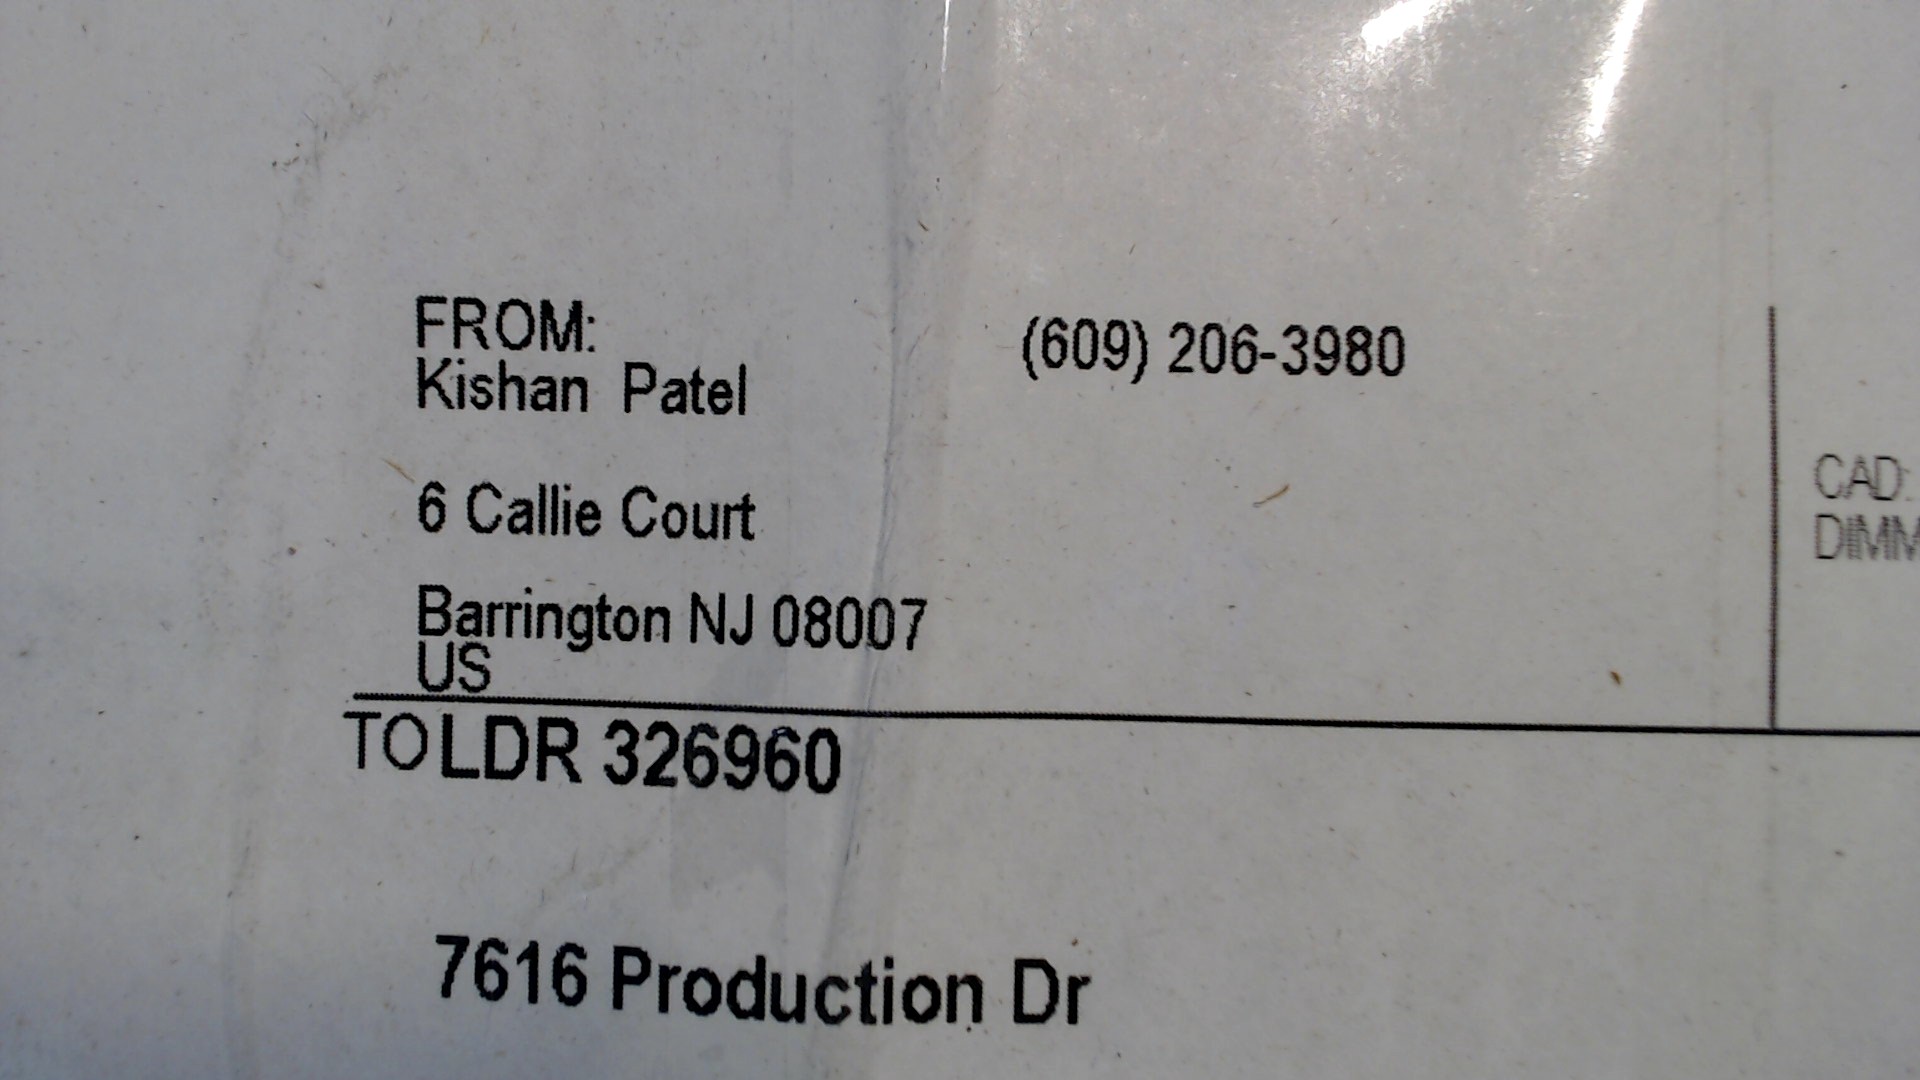 FROM:
Kishan Patel
(609) 206-3980
6 Callie Court
Barrington NJ 08007
US
CAD:
DIMM
TO LDR 326960
7616 Production Dr